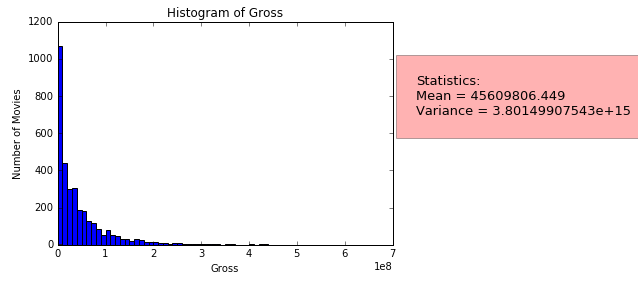 Histogram of Gross
1200
1000
800
600
400
200
0
Number of Movies
0 1 2 3 4 5 6 7
1e8
Gross
Statistics:
Mean = 45609806.449
Variance = 3.80149907543e+15